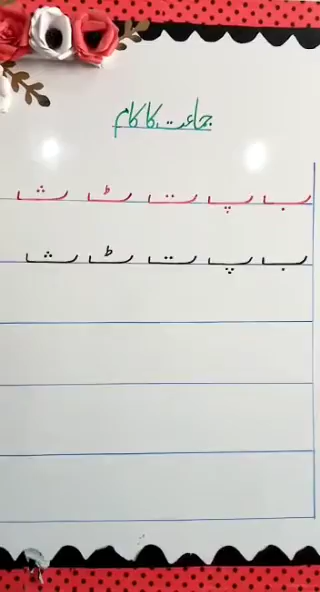 جماعت کا کام
ب پ ت ٹ ث
ب پ ت ٹ ث